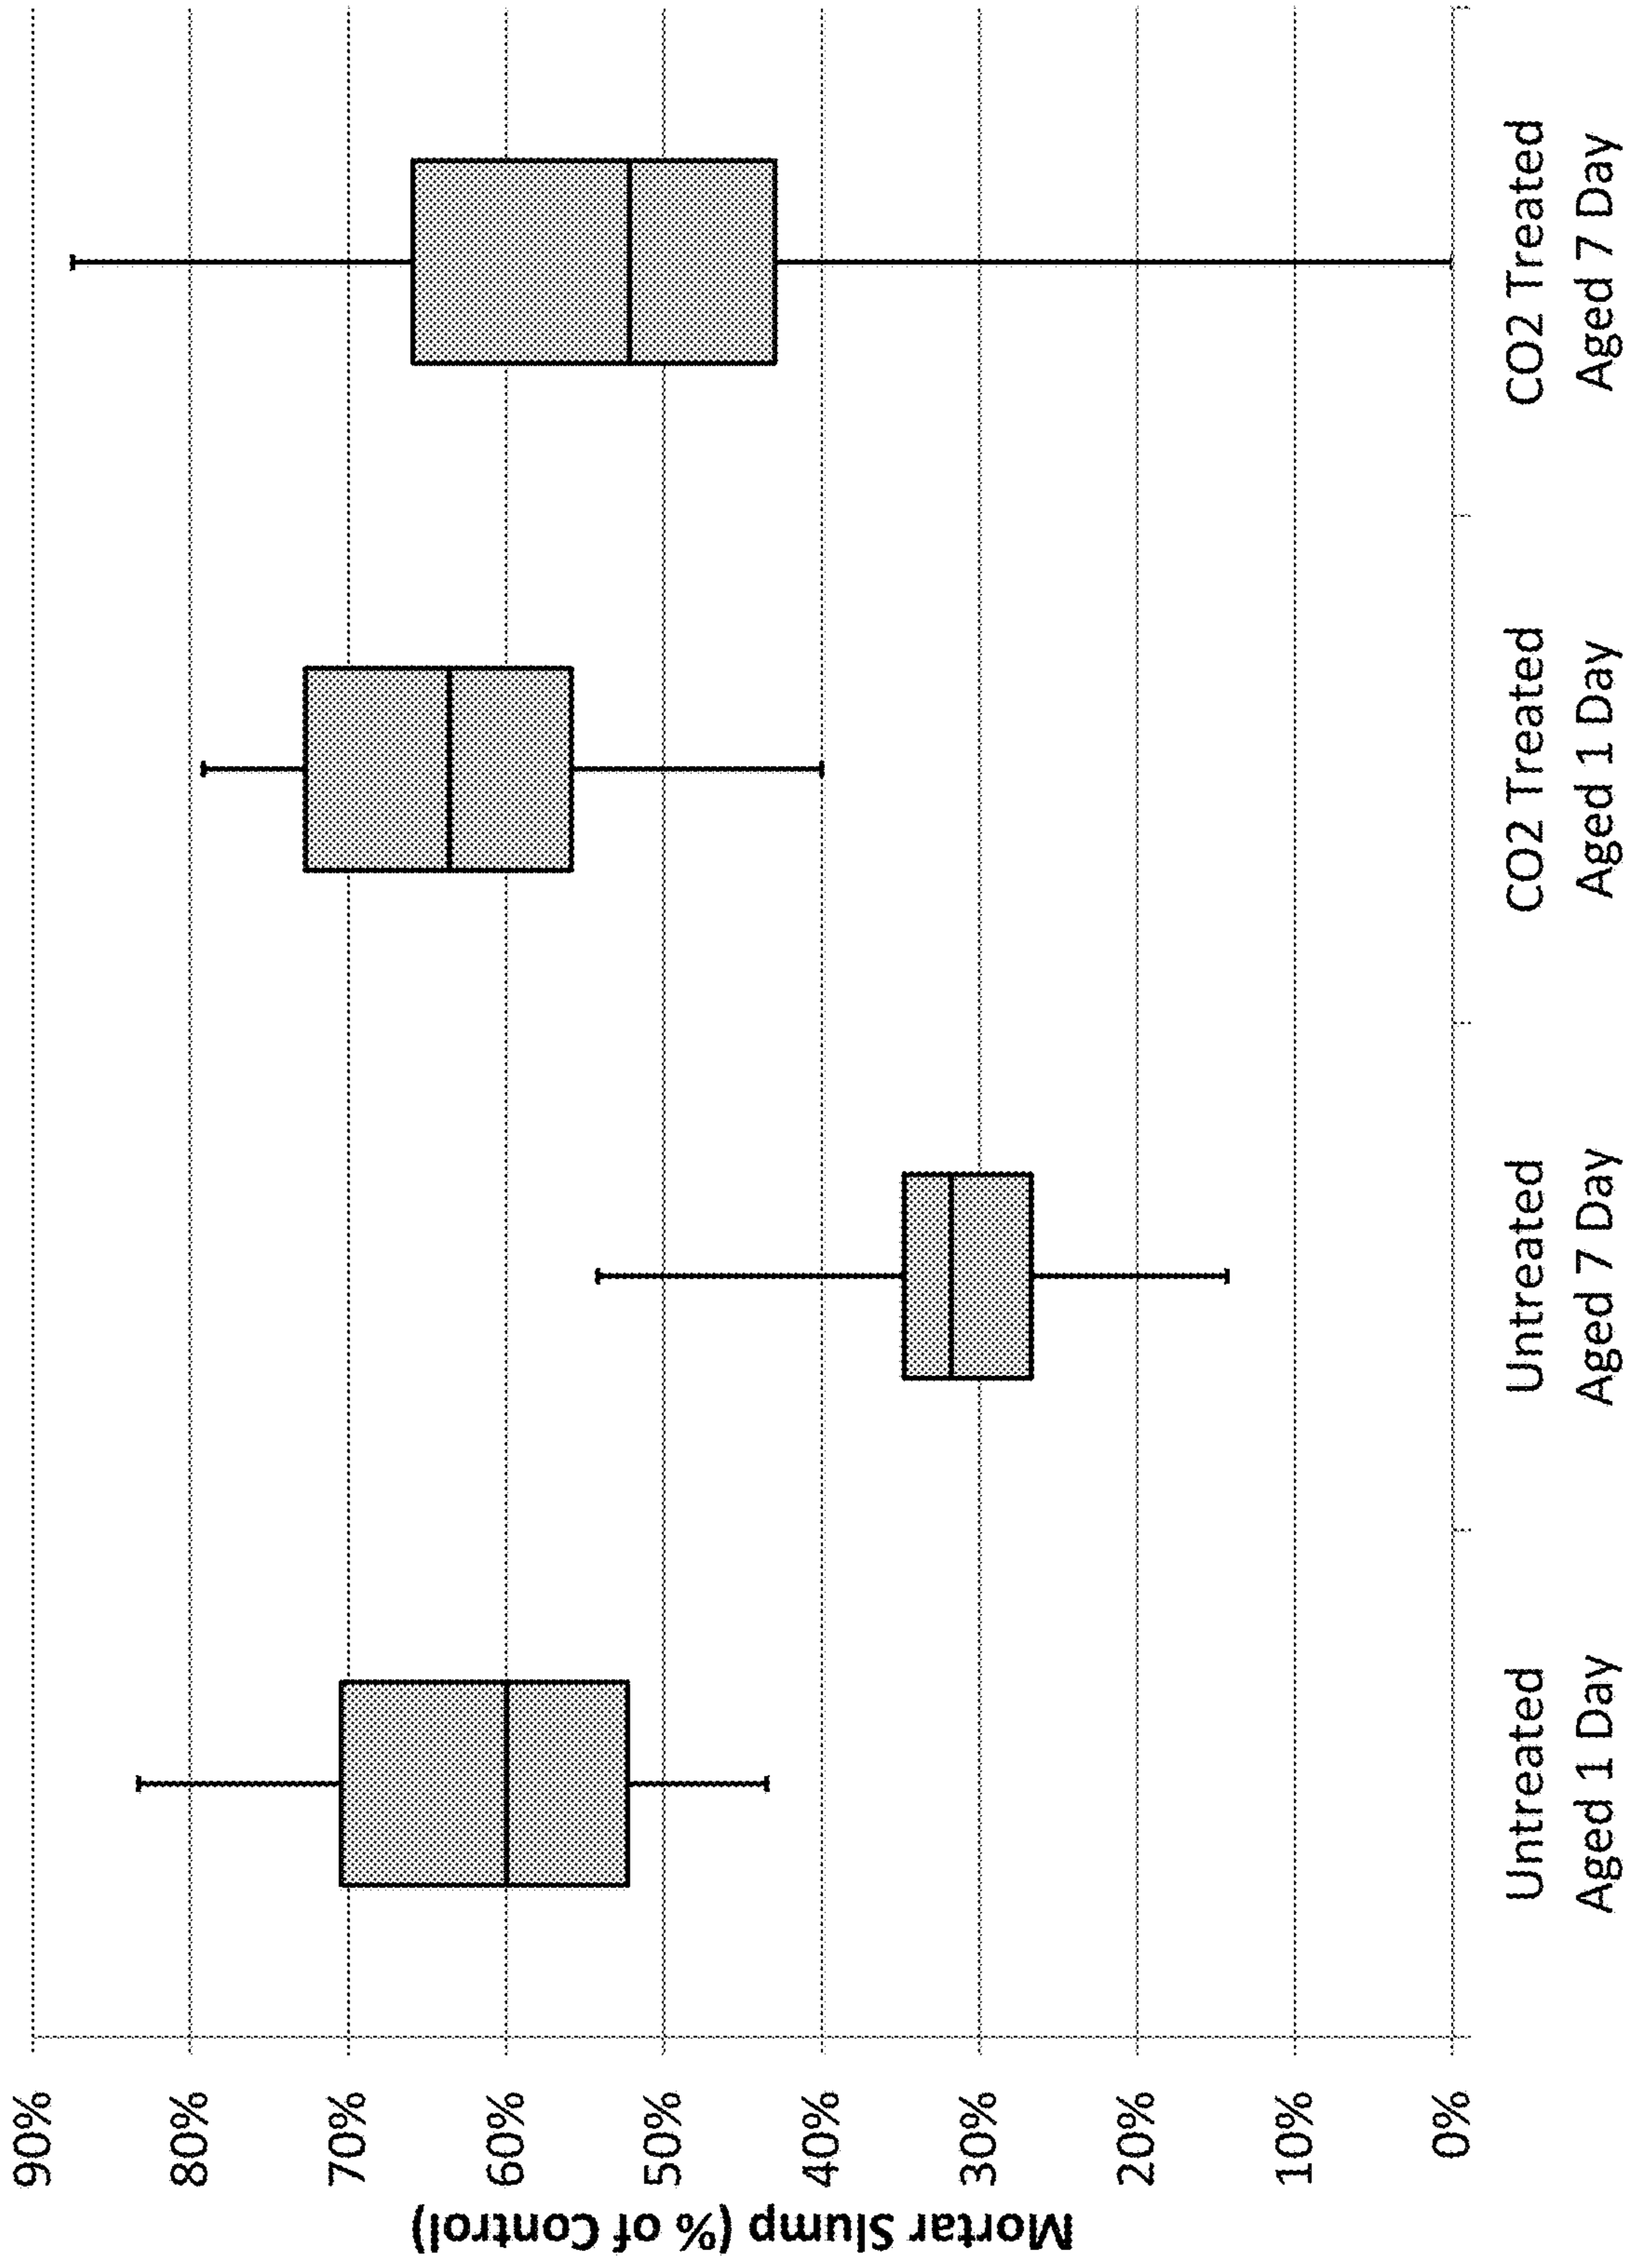 Mortar Slump (% of Control)
90%
80%
70%
60%
50%
40%
30%
20%
10%
0%
Untreated
Aged 1 Day
Untreated
Aged 7 Day
CO2 Treated
Aged 1 Day
CO2 Treated
Aged 7 Day